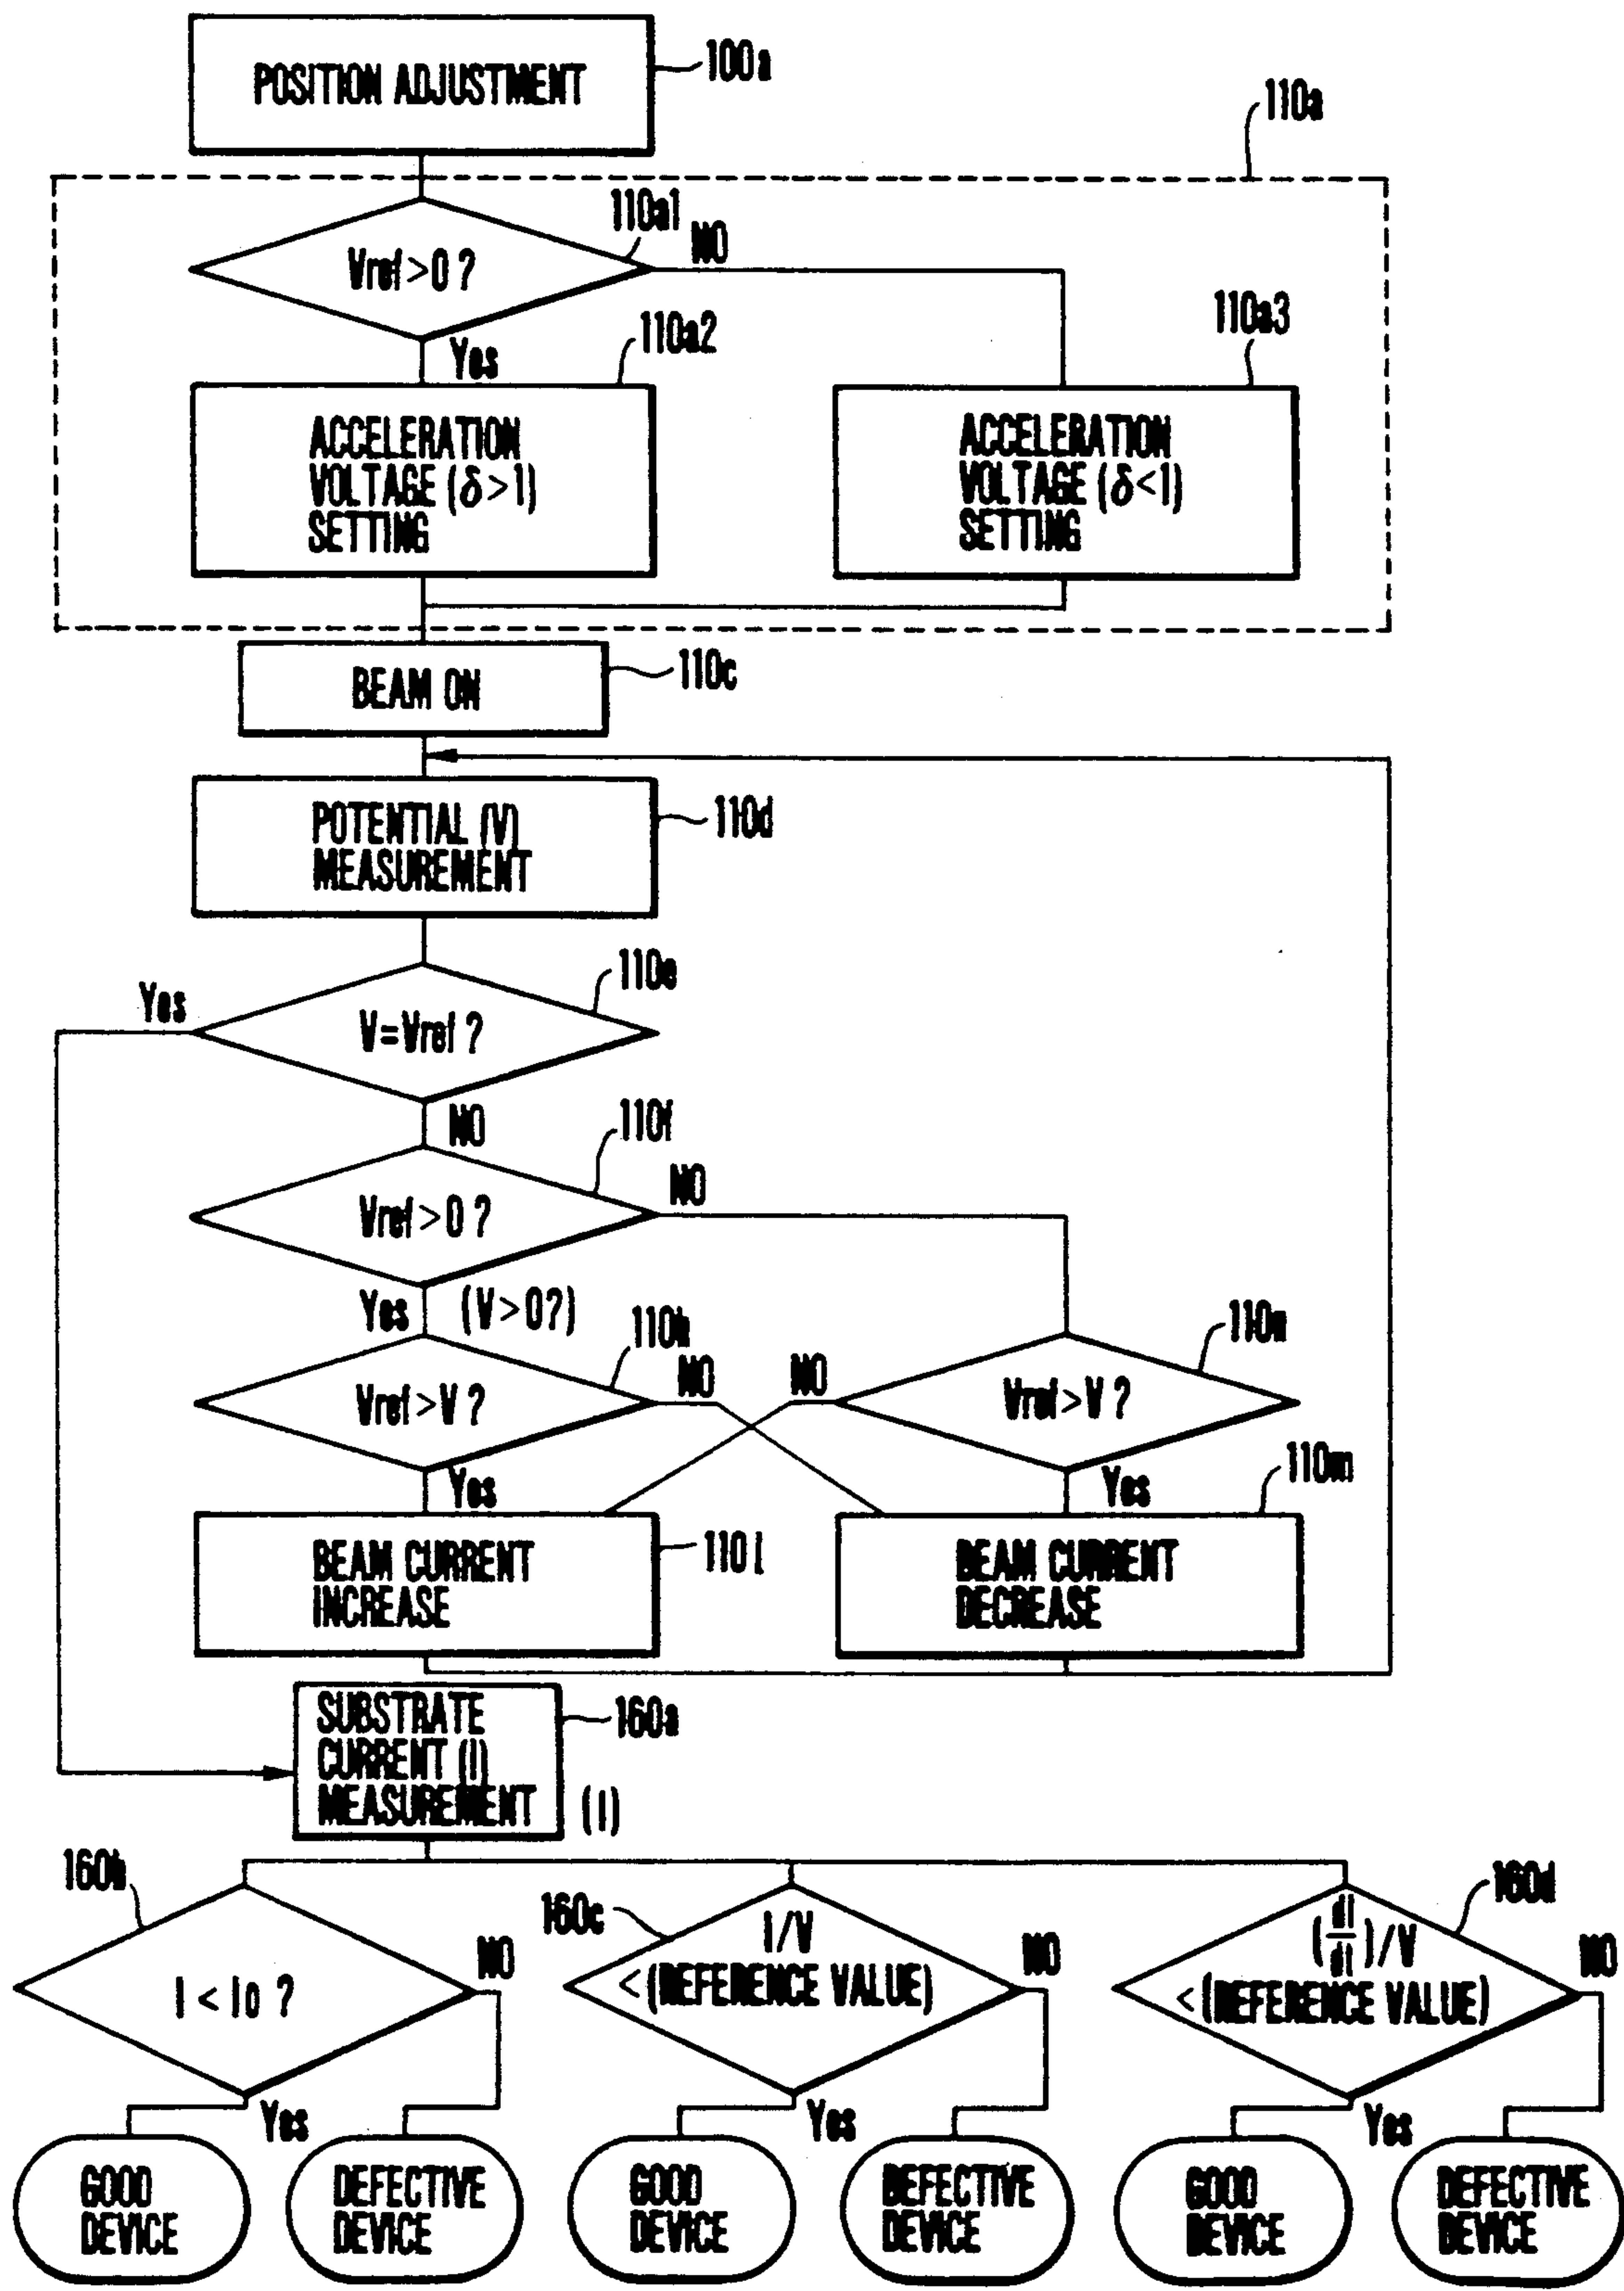 POSITION ADJUSTMENT
100a
110a
110a1
Vref>0 ?
NO
Yes
110a2
110a3
ACCELERATION
VOLTAGE (δ>1)
SETTING
ACCELERATION
VOLTAGE (δ<1)
SETTING
BEAM ON
110c
POTENTIAL (V)
MEASUREMENT
110d
110e
Yes
V=Vref ?
NO
110f
NO
Vref>0 ?
Yes
(V>0?)
110h
110n
NO
NO
Vref>V ?
Vref>V ?
Yes
Yes
110m
BEAM CURRENT
INCREASE
110l
BEAM CURRENT
DECREASE
SUBSTRATE
CURRENT (I)
MEASUREMENT
160a
(I)
160b
160c
160d
I < Io ?
NO
I/V
<(REFERENCE VALUE)
NO
(dI/dt)/V
<(REFERENCE VALUE)
NO
Yes
Yes
Yes
GOOD
DEVICE
DEFECTIVE
DEVICE
GOOD
DEVICE
DEFECTIVE
DEVICE
GOOD
DEVICE
DEFECTIVE
DEVICE